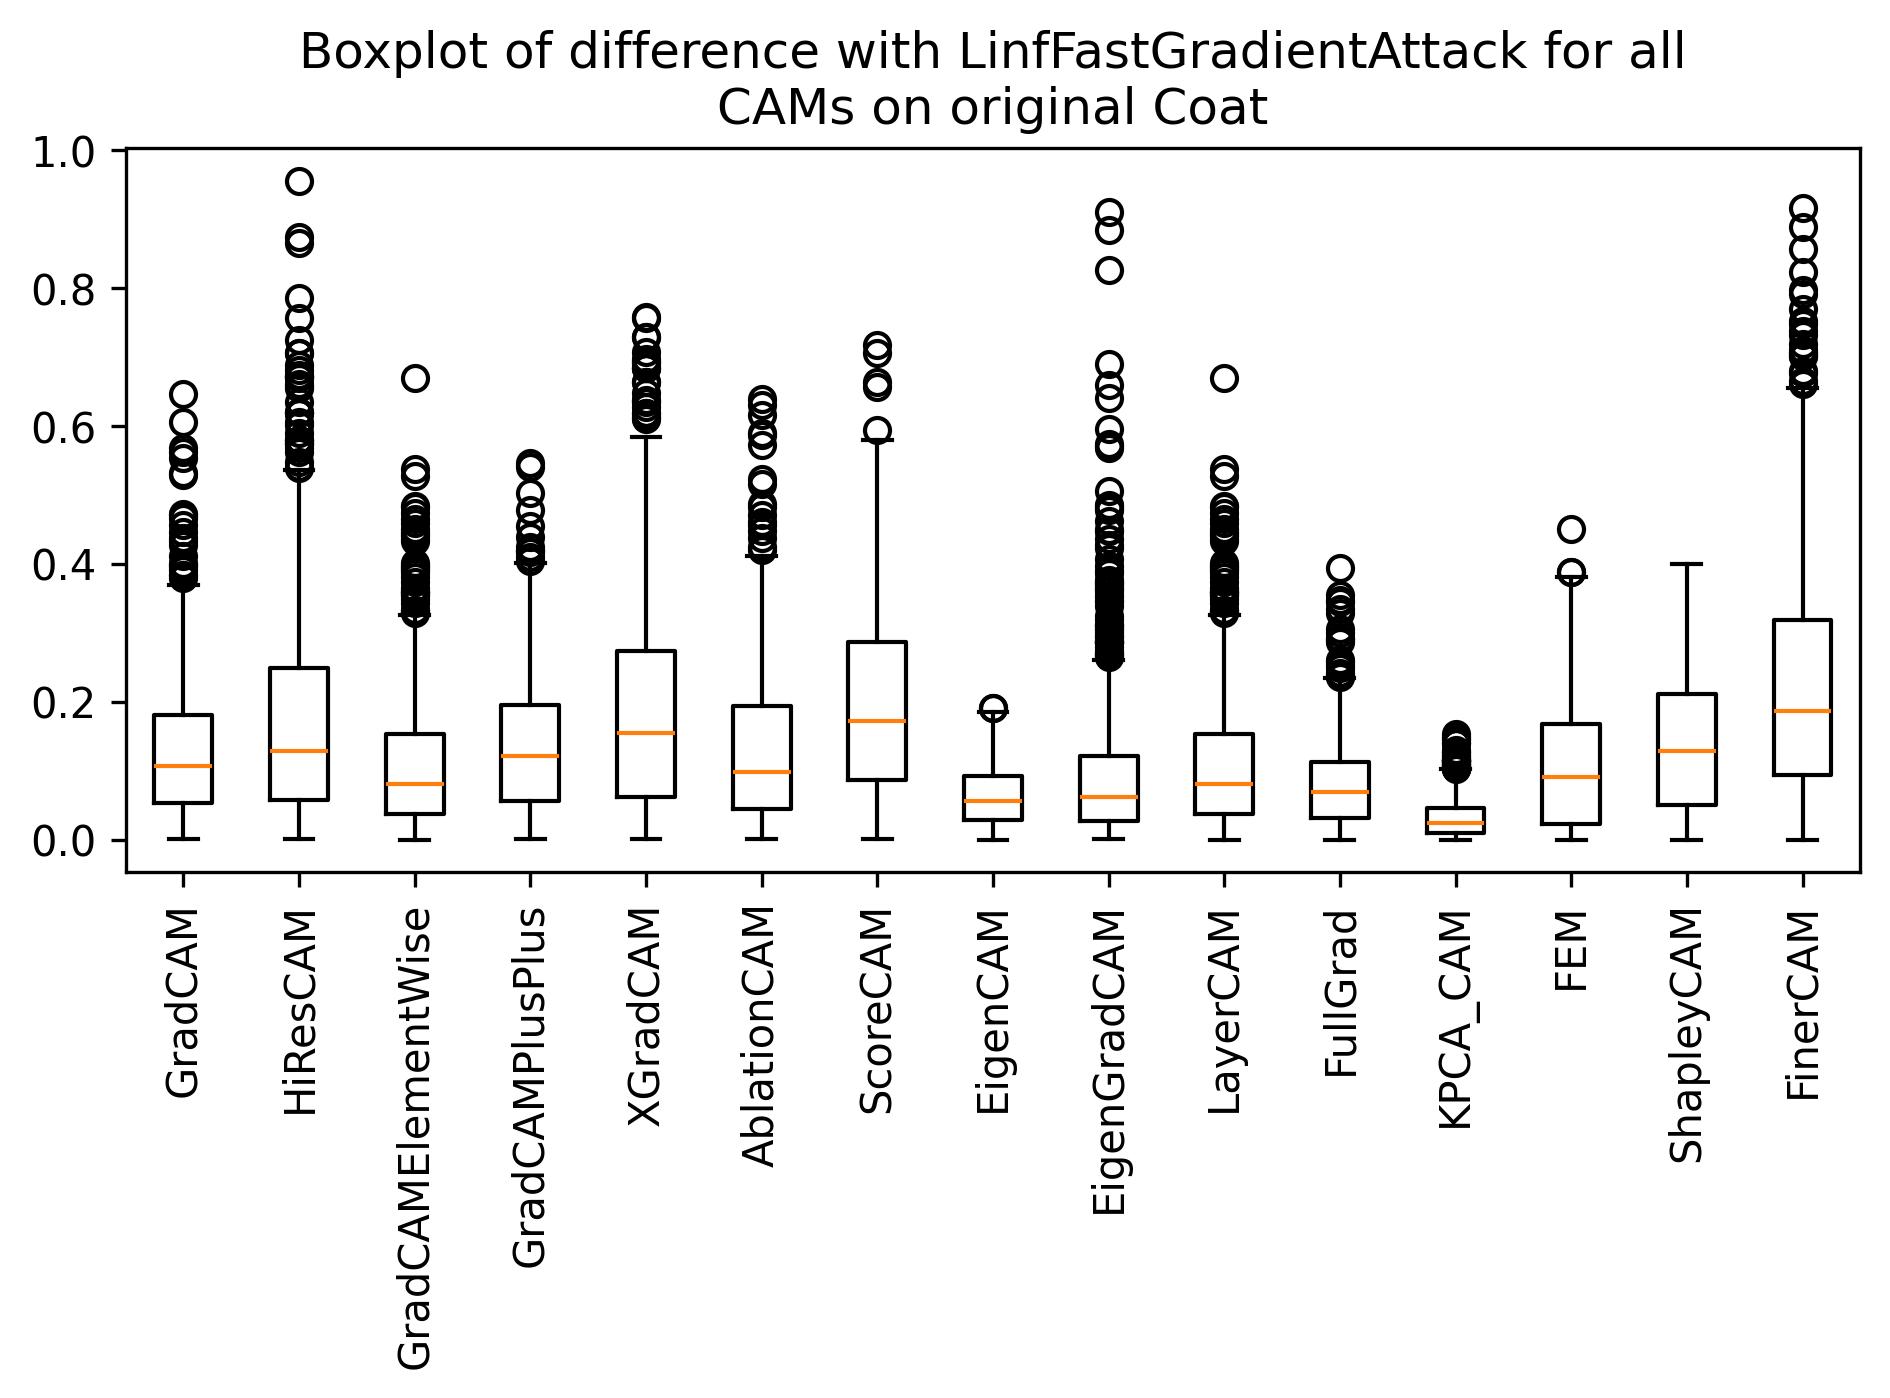 Boxplot of difference with LinfFastGradientAttack for all
CAMs on original Coat
1.0
0.8
0.6
0.4
0.2
0.0
GradCAM
HiResCAM
GradCAMElementWise
GradCAMPlusPlus
XGradCAM
AblationCAM
ScoreCAM
EigenCAM
EigenGradCAM
LayerCAM
FullGrad
KPCA_CAM
FEM
ShapleyCAM
FinerCAM